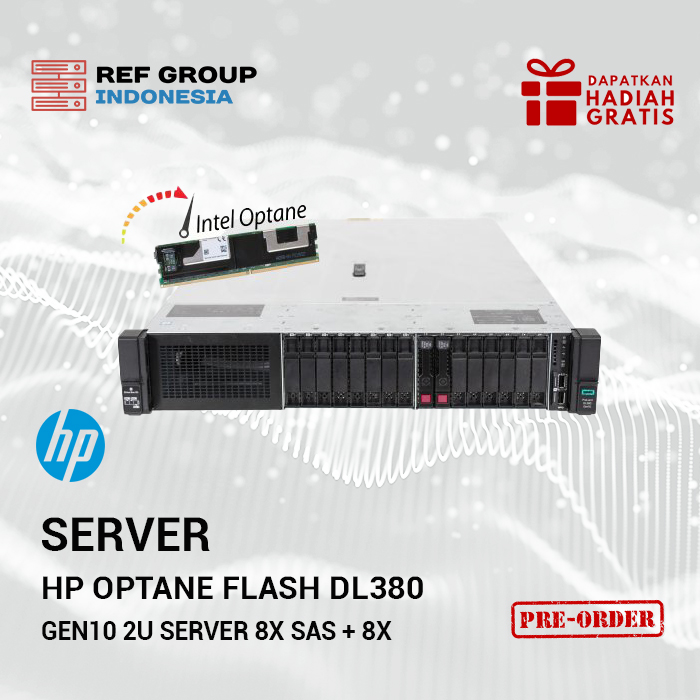 REF GROUP
INDONESIA
DAPATKAN
HADIAH
GRATIS
Intel Optane
hp
SERVER
HP OPTANE FLASH DL380
GEN10 2U SERVER 8X SAS + 8X
PRE-ORDER